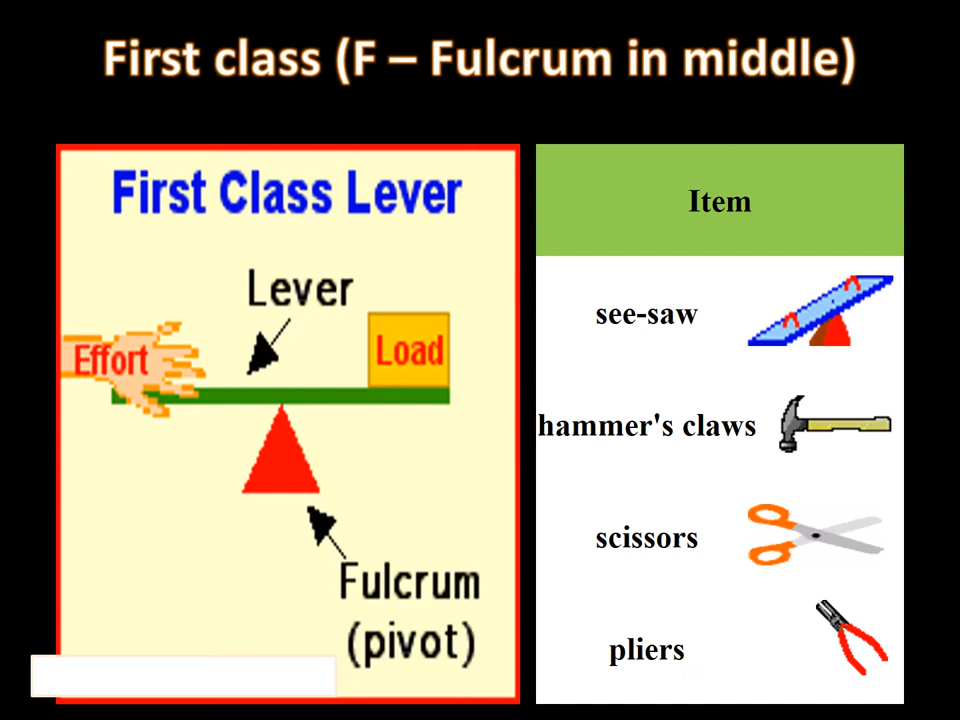 First class (F – Fulcrum in middle)
First Class Lever
Lever
Effort
Load
Fulcrum
(pivot)
Item
see-saw
hammer's claws
scissors
pliers